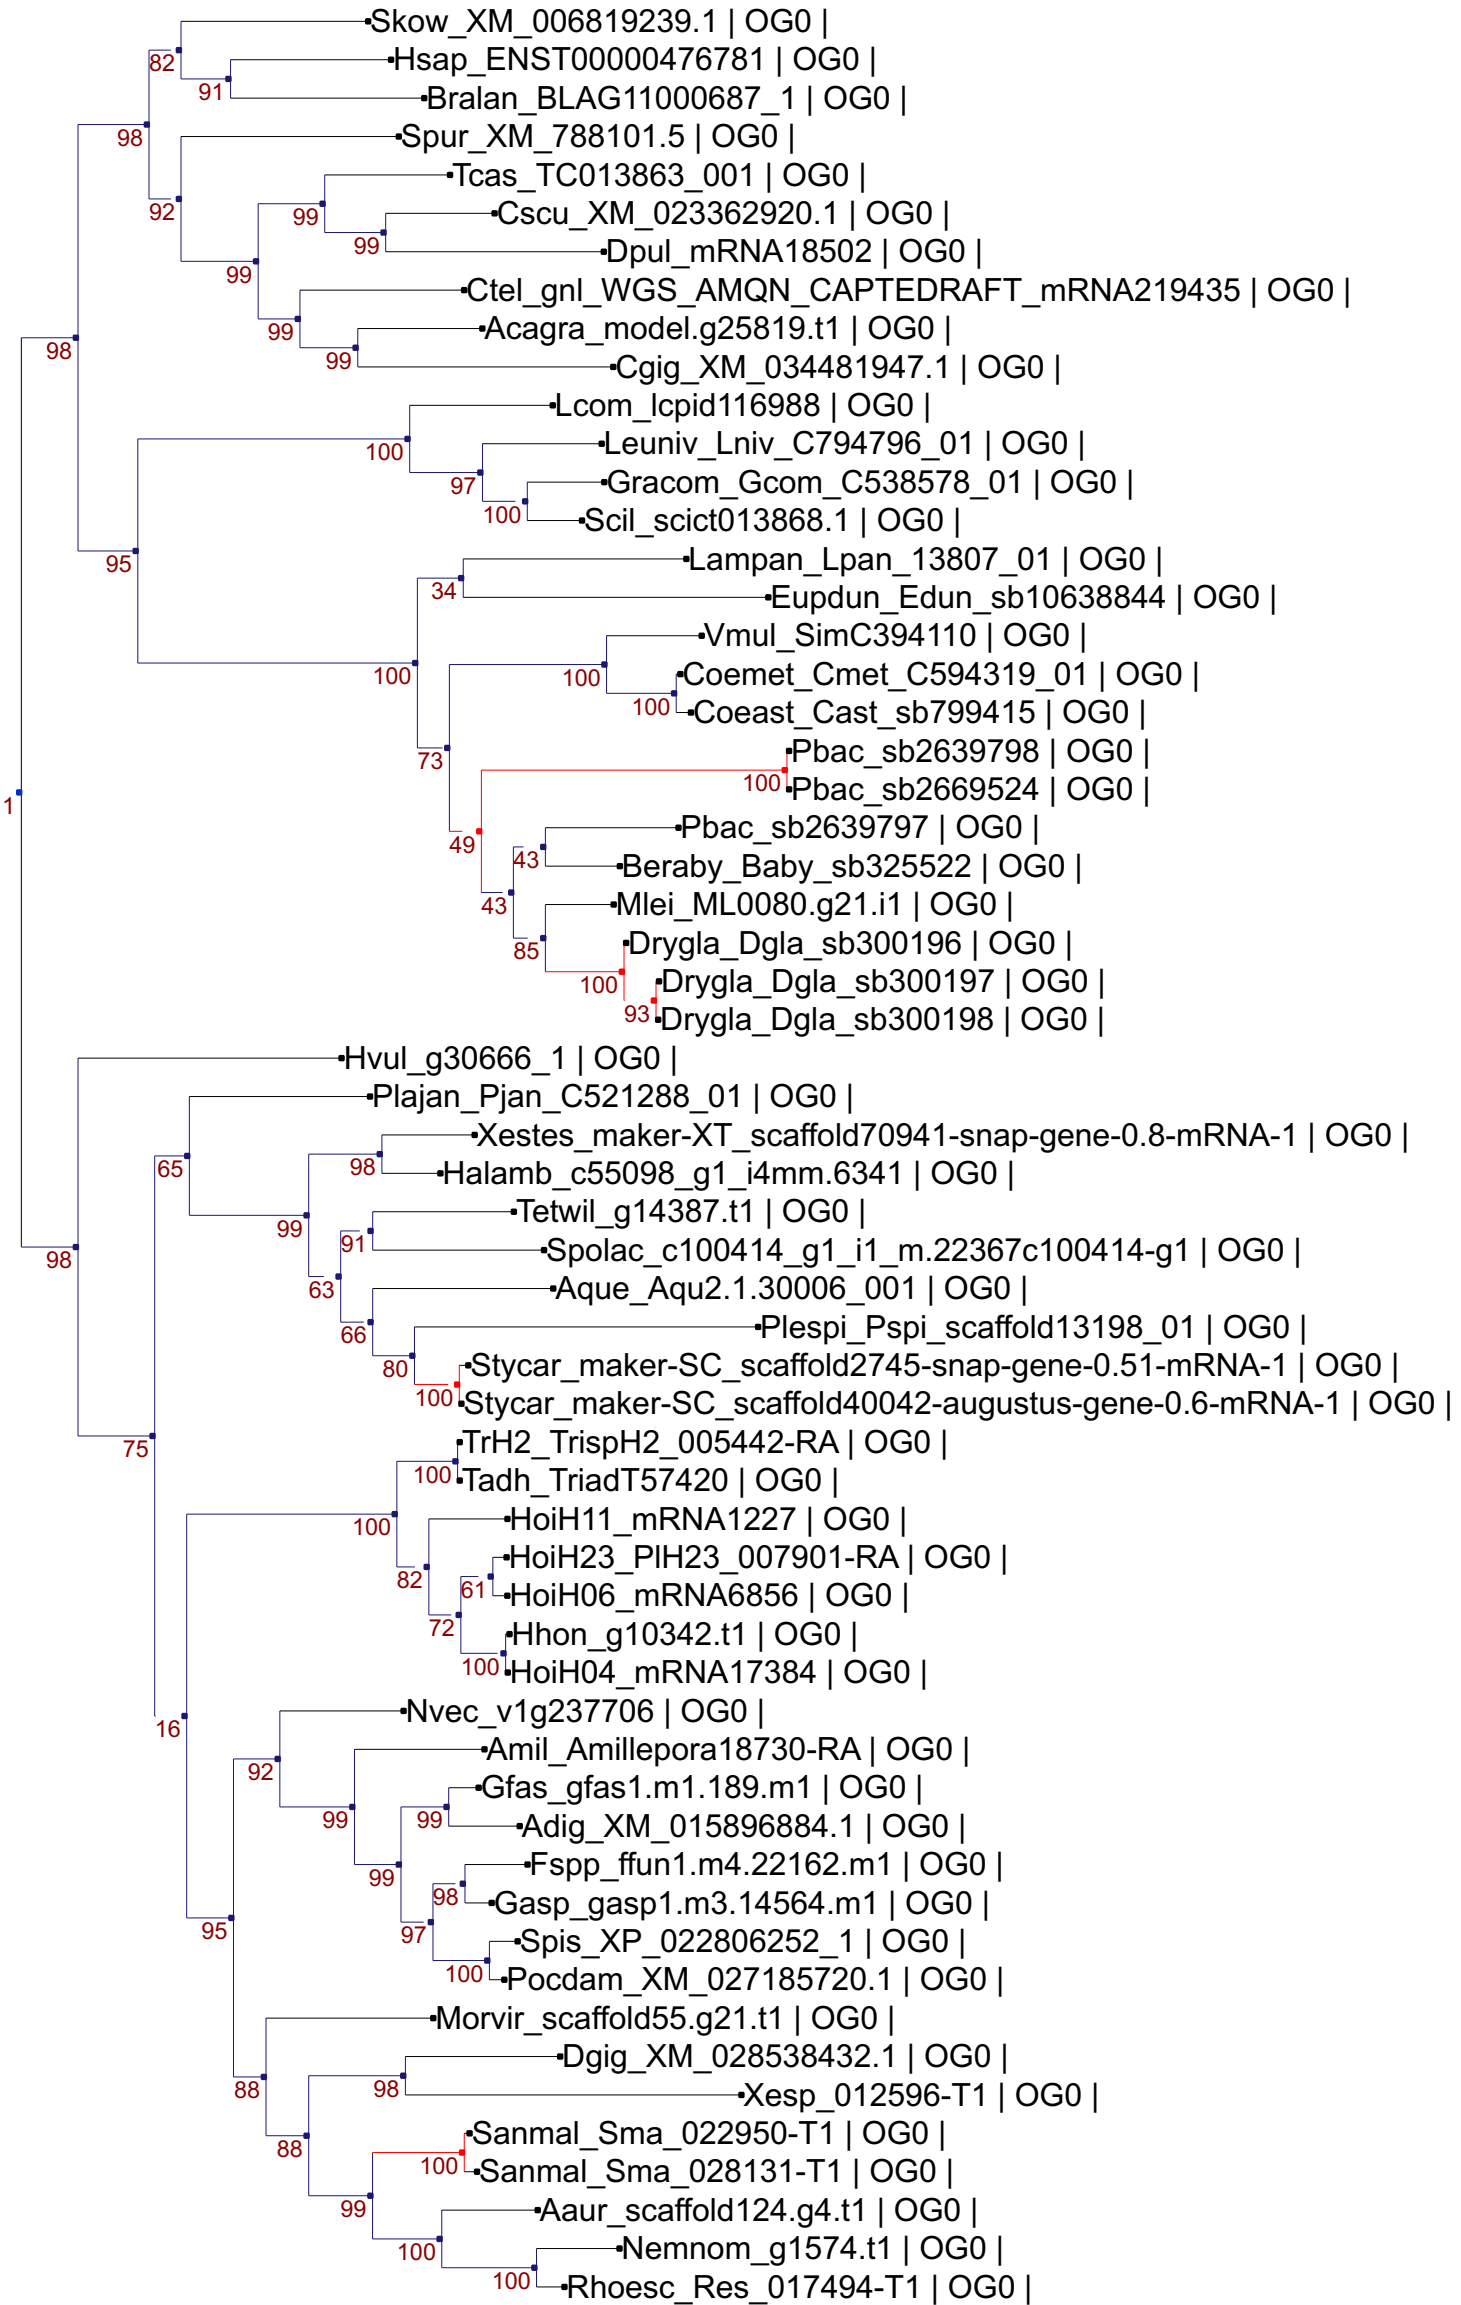 Skow_XM_006819239.1 | OG0 |
82
Hsap_ENST00000476781 | OG0 |
91
Bralan_BLAG11000687_1 | OG0 |
98
Spur_XM_788101.5 | OG0 |
Tcas_TC013863_001 | OG0 |
92
99
Cscu_XM_023362920.1 | OG0 |
99
Dpul_mRNA18502 | OG0 |
99
Ctel_gnl_WGS_AMQN_CAPTEDRAFT_mRNA219435 | OG0 |
99
Acagra_model.g25819.t1 | OG0 |
98
99
Cgig_XM_034481947.1 | OG0 |
Lcom_lcpid116988 | OG0 |
100
Leuniv_Lniv_C794796_01 | OG0 |
97
Gracom_Gcom_C538578_01 | OG0 |
100
Scil_scict013868.1 | OG0 |
95
Lampan_Lpan_13807_01 | OG0 |
34
Eupdun_Edun_sb10638844 | OG0 |
Vmul_SimC394110 | OG0 |
100
100
Coemet_Cmet_C594319_01 | OG0 |
100
Coeast_Cast_sb799415 | OG0 |
73
Pbac_sb2639798 | OG0 |
100
Pbac_sb2669524 | OG0 |
1
Pbac_sb2639797 | OG0 |
49
43
Beraby_Baby_sb325522 | OG0 |
43
Mlei_ML0080.g21.i1 | OG0 |
85
Drygla_Dgla_sb300196 | OG0 |
100
Drygla_Dgla_sb300197 | OG0 |
93
Drygla_Dgla_sb300198 | OG0 |
Hvul_g30666_1 | OG0 |
Plajan_Pjan_C521288_01 | OG0 |
Xestes_maker-XT_scaffold70941-snap-gene-0.8-mRNA-1 | OG0 |
65
98
Halamb_c55098_g1_i4mm.6341 | OG0 |
Tetwil_g14387.t1 | OG0 |
99
91
Spolac_c100414_g1_i1_m.22367c100414-g1 | OG0 |
98
63
Aque_Aqu2.1.30006_001 | OG0 |
66
Plespi_Pspi_scaffold13198_01 | OG0 |
80
Stycar_maker-SC_scaffold2745-snap-gene-0.51-mRNA-1 | OG0 |
100
Stycar_maker-SC_scaffold40042-augustus-gene-0.6-mRNA-1 | OG0 |
75
TrH2_TrispH2_005442-RA | OG0 |
100
Tadh_TriadT57420 | OG0 |
100
HoiH11_mRNA1227 | OG0 |
HoiH23_PlH23_007901-RA | OG0 |
82
61
HoiH06_mRNA6856 | OG0 |
72
Hhon_g10342.t1 | OG0 |
100
HoiH04_mRNA17384 | OG0 |
Nvec_v1g237706 | OG0 |
16
Amil_Amillepora18730-RA | OG0 |
92
Gfas_gfas1.m1.189.m1 | OG0 |
99
99
Adig_XM_015896884.1 | OG0 |
Fspp_ffun1.m4.22162.m1 | OG0 |
99
98
Gasp_gasp1.m3.14564.m1 | OG0 |
95
97
Spis_XP_022806252_1 | OG0 |
100
Pocdam_XM_027185720.1 | OG0 |
Morvir_scaffold55.g21.t1 | OG0 |
Dgig_XM_028538432.1 | OG0 |
88
98
Xesp_012596-T1 | OG0 |
Sanmal_Sma_022950-T1 | OG0 |
88
100
Sanmal_Sma_028131-T1 | OG0 |
99
Aaur_scaffold124.g4.t1 | OG0 |
100
Nemnom_g1574.t1 | OG0 |
100
Rhoesc_Res_017494-T1 | OG0 |